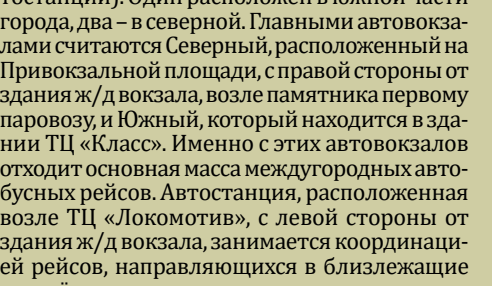 города, два – в северной. Главными автовокза-
лами считаются Северный, расположенный на
Привокзальной площади, с правой стороны от
здания ж/д вокзала, возле памятника первому
паровозу, и Южный, который находится в зда-
нии ТЦ «Класс». Именно с этих автовокзалов
отходит основная масса междугородных авто-
бусных рейсов. Автостанция, расположенная
возле ТЦ «Локомотив», с левой стороны от
здания ж/д вокзала, занимается координаци-
ей рейсов, направляющихся в близлежащие